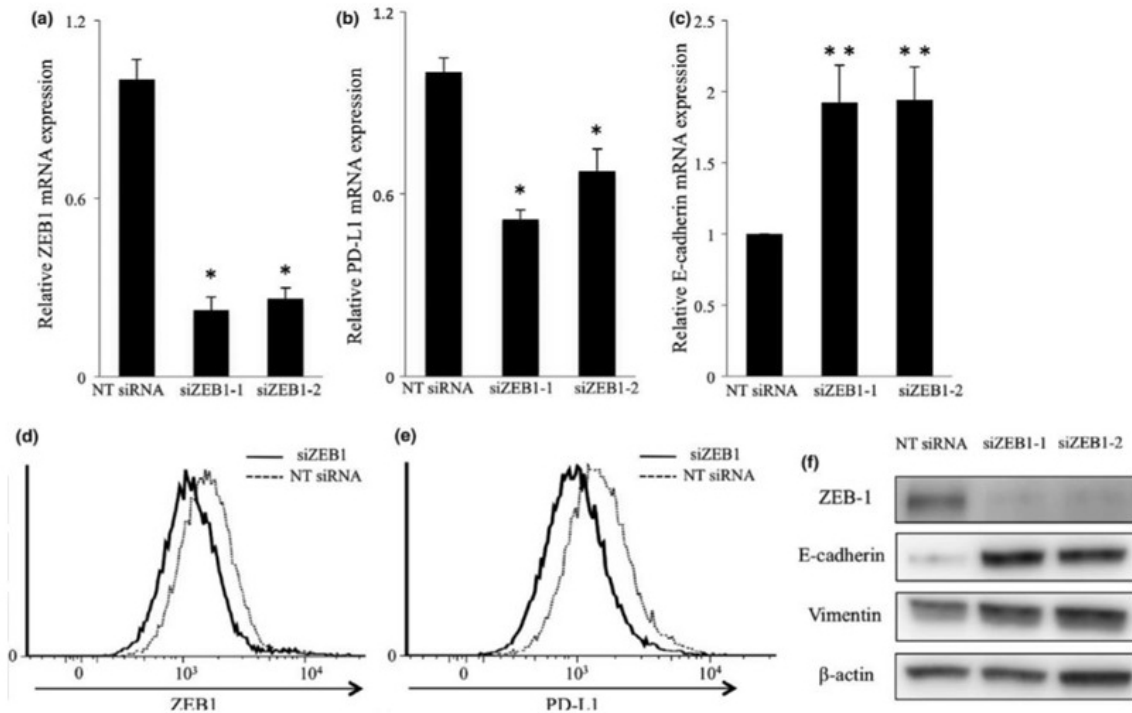 (a)
Relative ZEB1 mRNA expression
1.2
0.6
0
*
*
NT siRNA siZEB1-1 siZEB1-2
(b)
Relative PD-L1 mRNA expression
1.2
0.6
0
*
*
NT siRNA siZEB1-1 siZEB1-2
(c)
Relative E-cadherin mRNA expression
2.5
2
1.5
1
0.5
0
**
**
NT siRNA siZEB1-1 siZEB1-2
(d)
siZEB1
NT siRNA
0
0 10³ 10⁴
ZEB1
(e)
siZEB1
NT siRNA
0
0 10³ 10⁴
PD-L1
(f)
NT siRNA siZEB1-1 siZEB1-2
ZEB-1
E-cadherin
Vimentin
β-actin